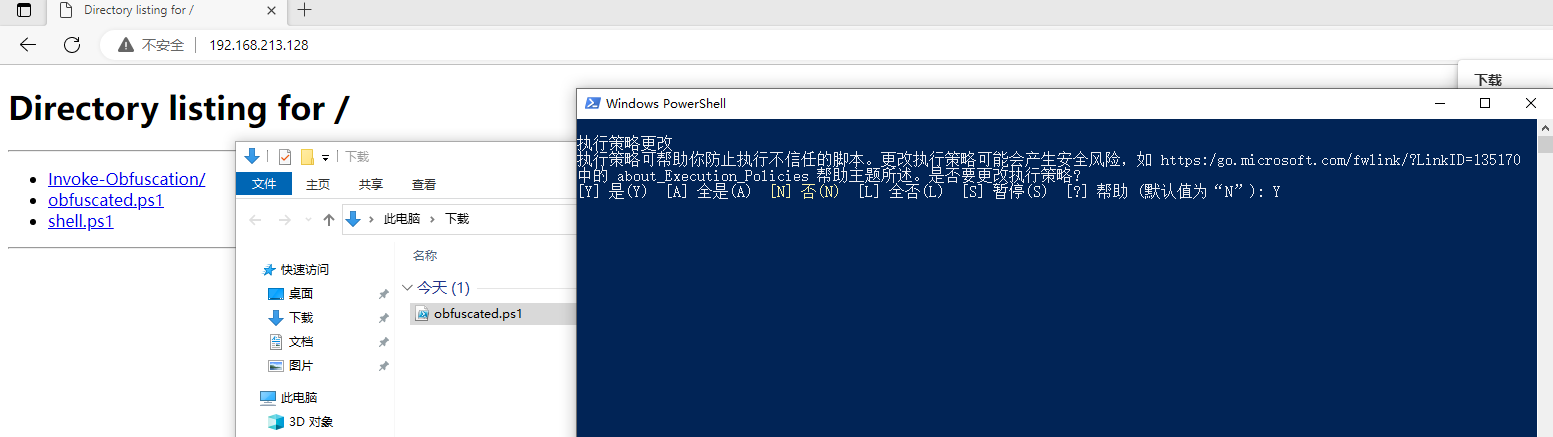 Directory listing for /
不安全
192.168.213.128
下载
Directory listing for /
Invoke-Obfuscation/
obfuscated.ps1
shell.ps1
下载
文件 主页 共享 查看
此电脑 下载
名称
快速访问
桌面
下载
文档
图片
此电脑
3D 对象
今天 (1)
obfuscated.ps1
Windows PowerShell
执行策略更改
执行策略可帮助你防止执行不信任的脚本。更改执行策略可能会产生安全风险，如 https:/go.microsoft.com/fwlink/?LinkID=135170
中的 about_Execution_Policies 帮助主题所述。是否要更改执行策略?
[Y] 是(Y) [A] 全是(A) [N] 否(N) [L] 全否(L) [S] 暂停(S) [?] 帮助 (默认值为“N”): Y